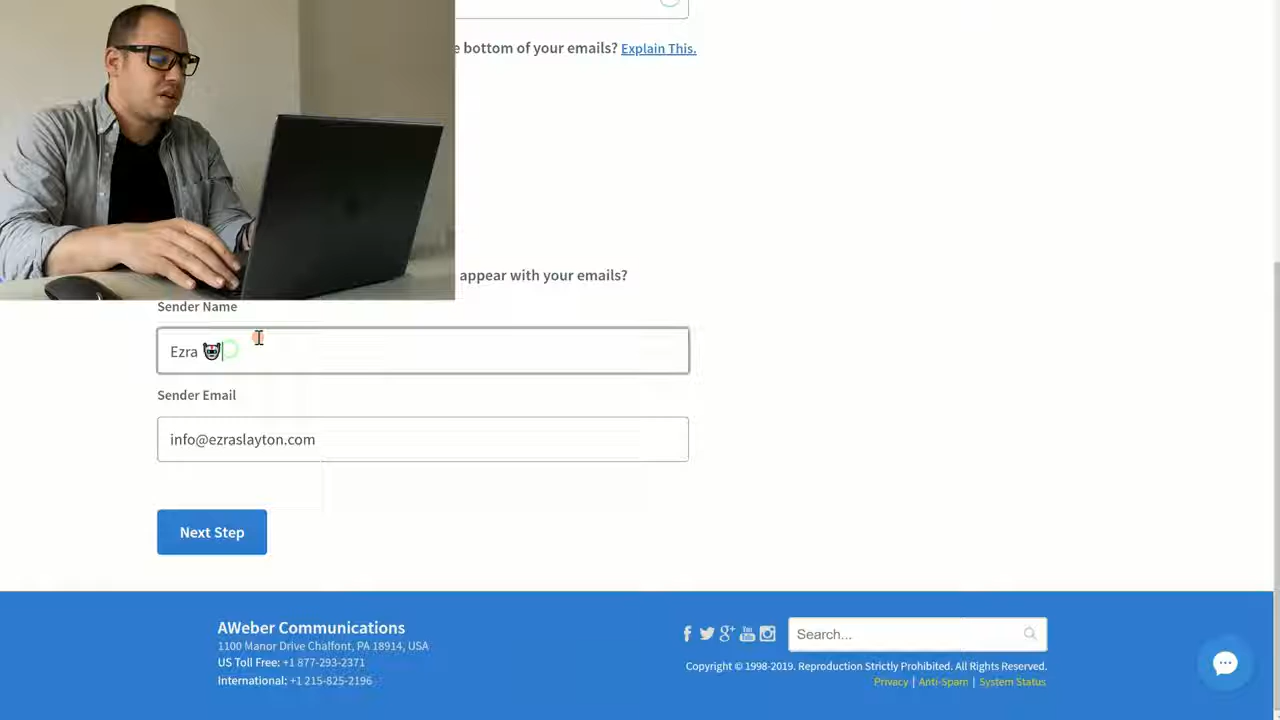 e bottom of your emails? Explain This.
appear with your emails?
Sender Name
Ezra
Sender Email
info@ezraslayton.com
Next Step
AWeber Communications
1100 Manor Drive Chalfont, PA 18914, USA
US Toll Free: +1 877-293-2371
International: +1 215-825-2196
Search...
Copyright © 1998-2019. Reproduction Strictly Prohibited. All Rights Reserved.
Privacy | Anti-Spam | System Status